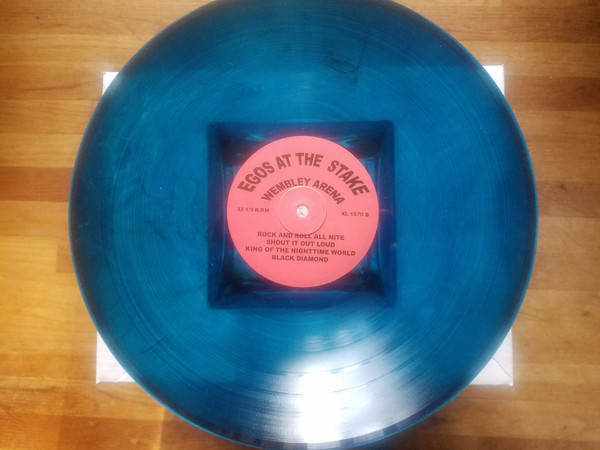 EGOS AT THE STAKE
WEMBLEY ARENA
33 1/3 R.P.M XL 1570 B
ROCK AND ROLL ALL NITE
SHOUT IT OUT LOUD
KING OF THE NIGHTTIME WORLD
BLACK DIAMOND